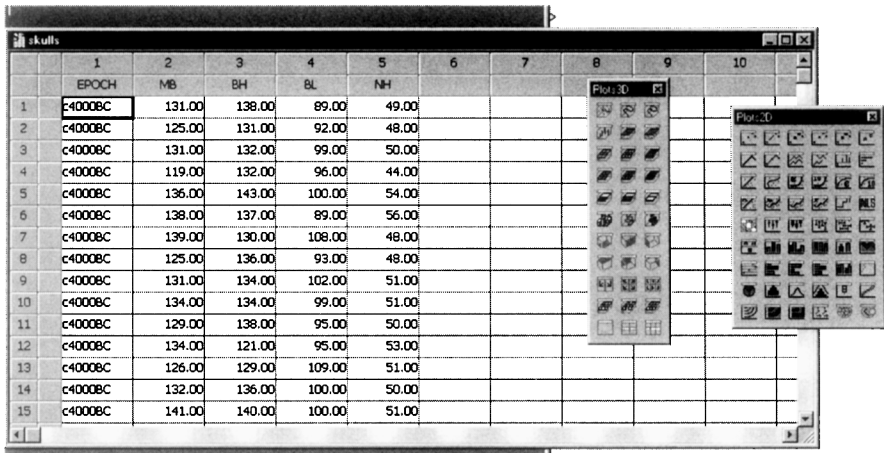 skulls
1 2 3 4 5 6 7 8 9 10
EPOCH MB BH BL NH
1 c4000BC 131.00 138.00 89.00 49.00
2 c4000BC 125.00 131.00 92.00 48.00
3 c4000BC 131.00 132.00 99.00 50.00
4 c4000BC 119.00 132.00 96.00 44.00
5 c4000BC 136.00 143.00 100.00 54.00
6 c4000BC 138.00 137.00 89.00 56.00
7 c4000BC 139.00 130.00 108.00 48.00
8 c4000BC 125.00 136.00 93.00 48.00
9 c4000BC 131.00 134.00 102.00 51.00
10 c4000BC 134.00 134.00 99.00 51.00
11 c4000BC 129.00 138.00 95.00 50.00
12 c4000BC 134.00 121.00 95.00 53.00
13 c4000BC 126.00 129.00 109.00 51.00
14 c4000BC 132.00 136.00 100.00 50.00
15 c4000BC 141.00 140.00 100.00 51.00
Plot:3D
Plot:2D
NLS